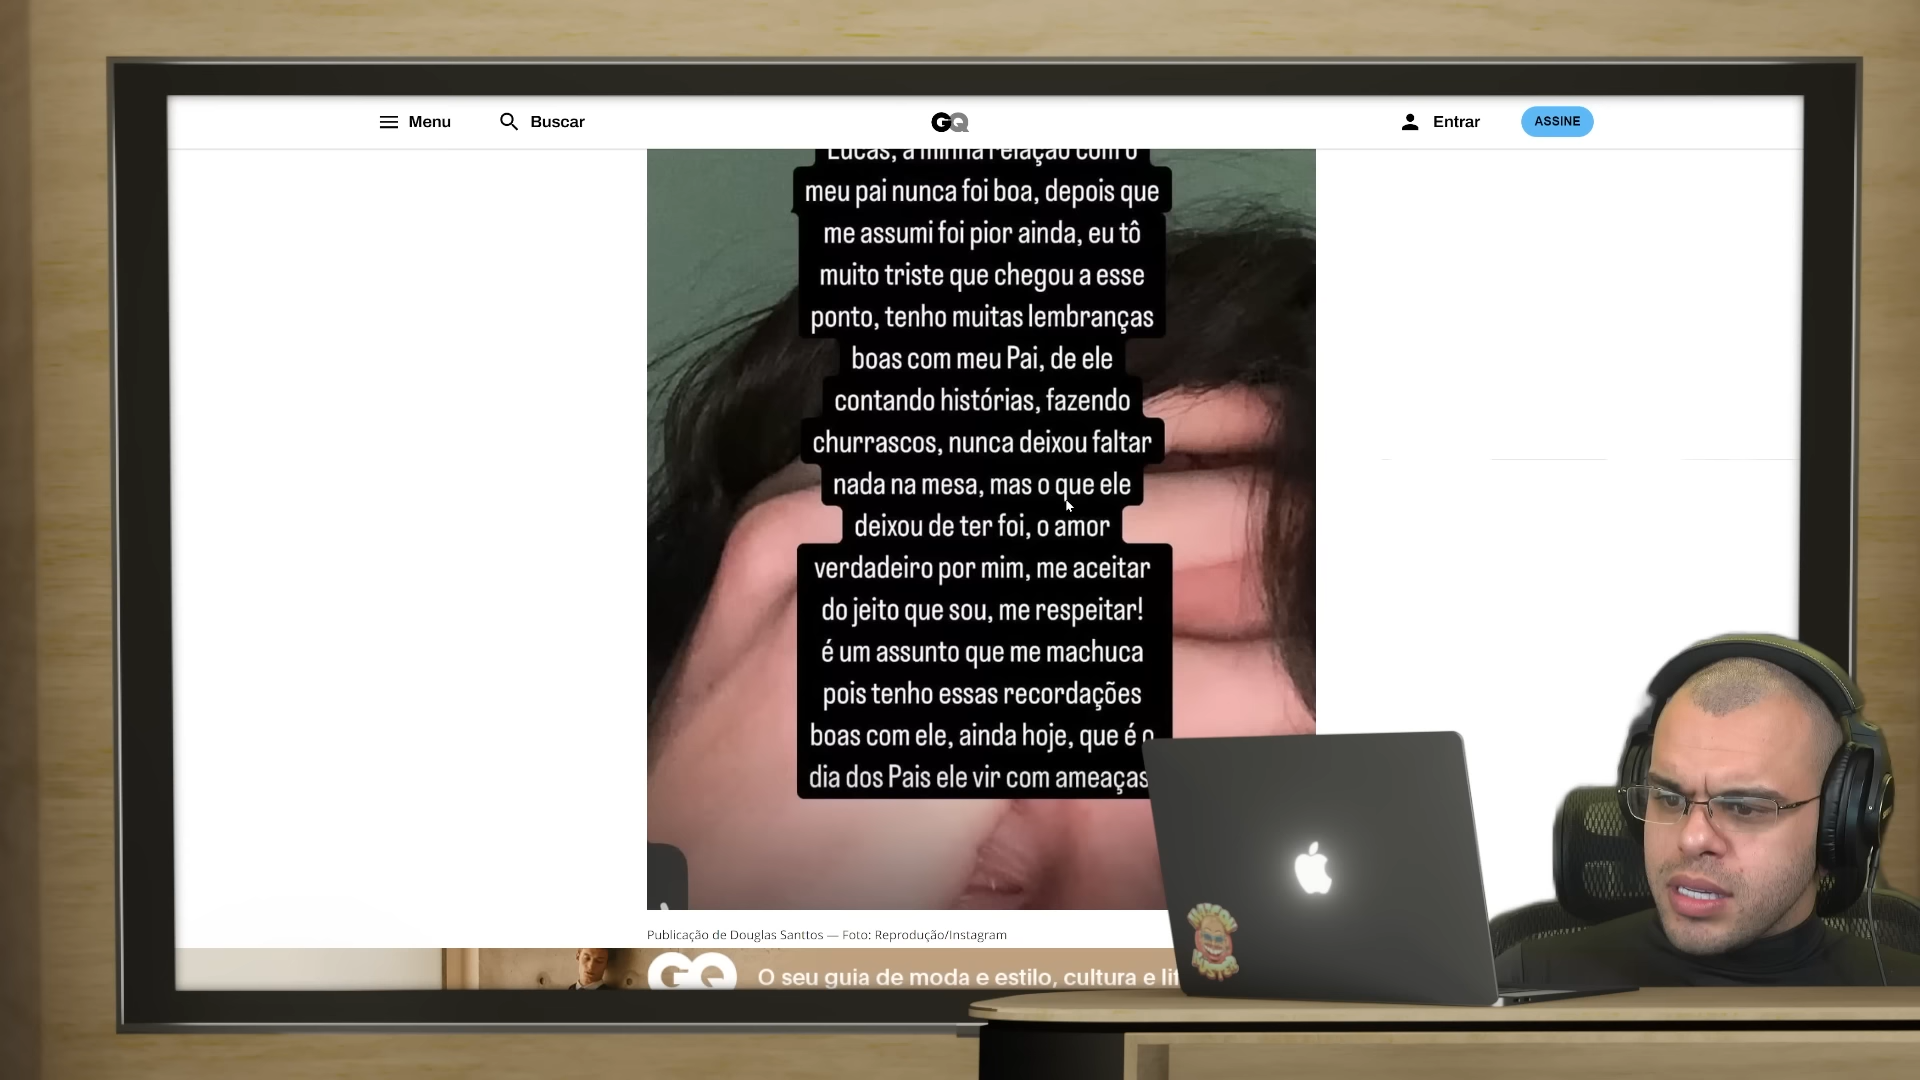 Menu
Buscar
GQ
Entrar
ASSINE
Lucas, a minha relação com o
meu pai nunca foi boa, depois que
me assumi foi pior ainda, eu tô
muito triste que chegou a esse
ponto, tenho muitas lembranças
boas com meu Pai, de ele
contando histórias, fazendo
churrascos, nunca deixou faltar
nada na mesa, mas o que ele
deixou de ter foi, o amor
verdadeiro por mim, me aceitar
do jeito que sou, me respeitar!
é um assunto que me machuca
pois tenho essas recordações
boas com ele, ainda hoje, que é o
dia dos Pais ele vir com ameaças
Publicação de Douglas Santtos — Foto: Reprodução/Instagram
GQ
O seu guia de moda e estilo, cultura e